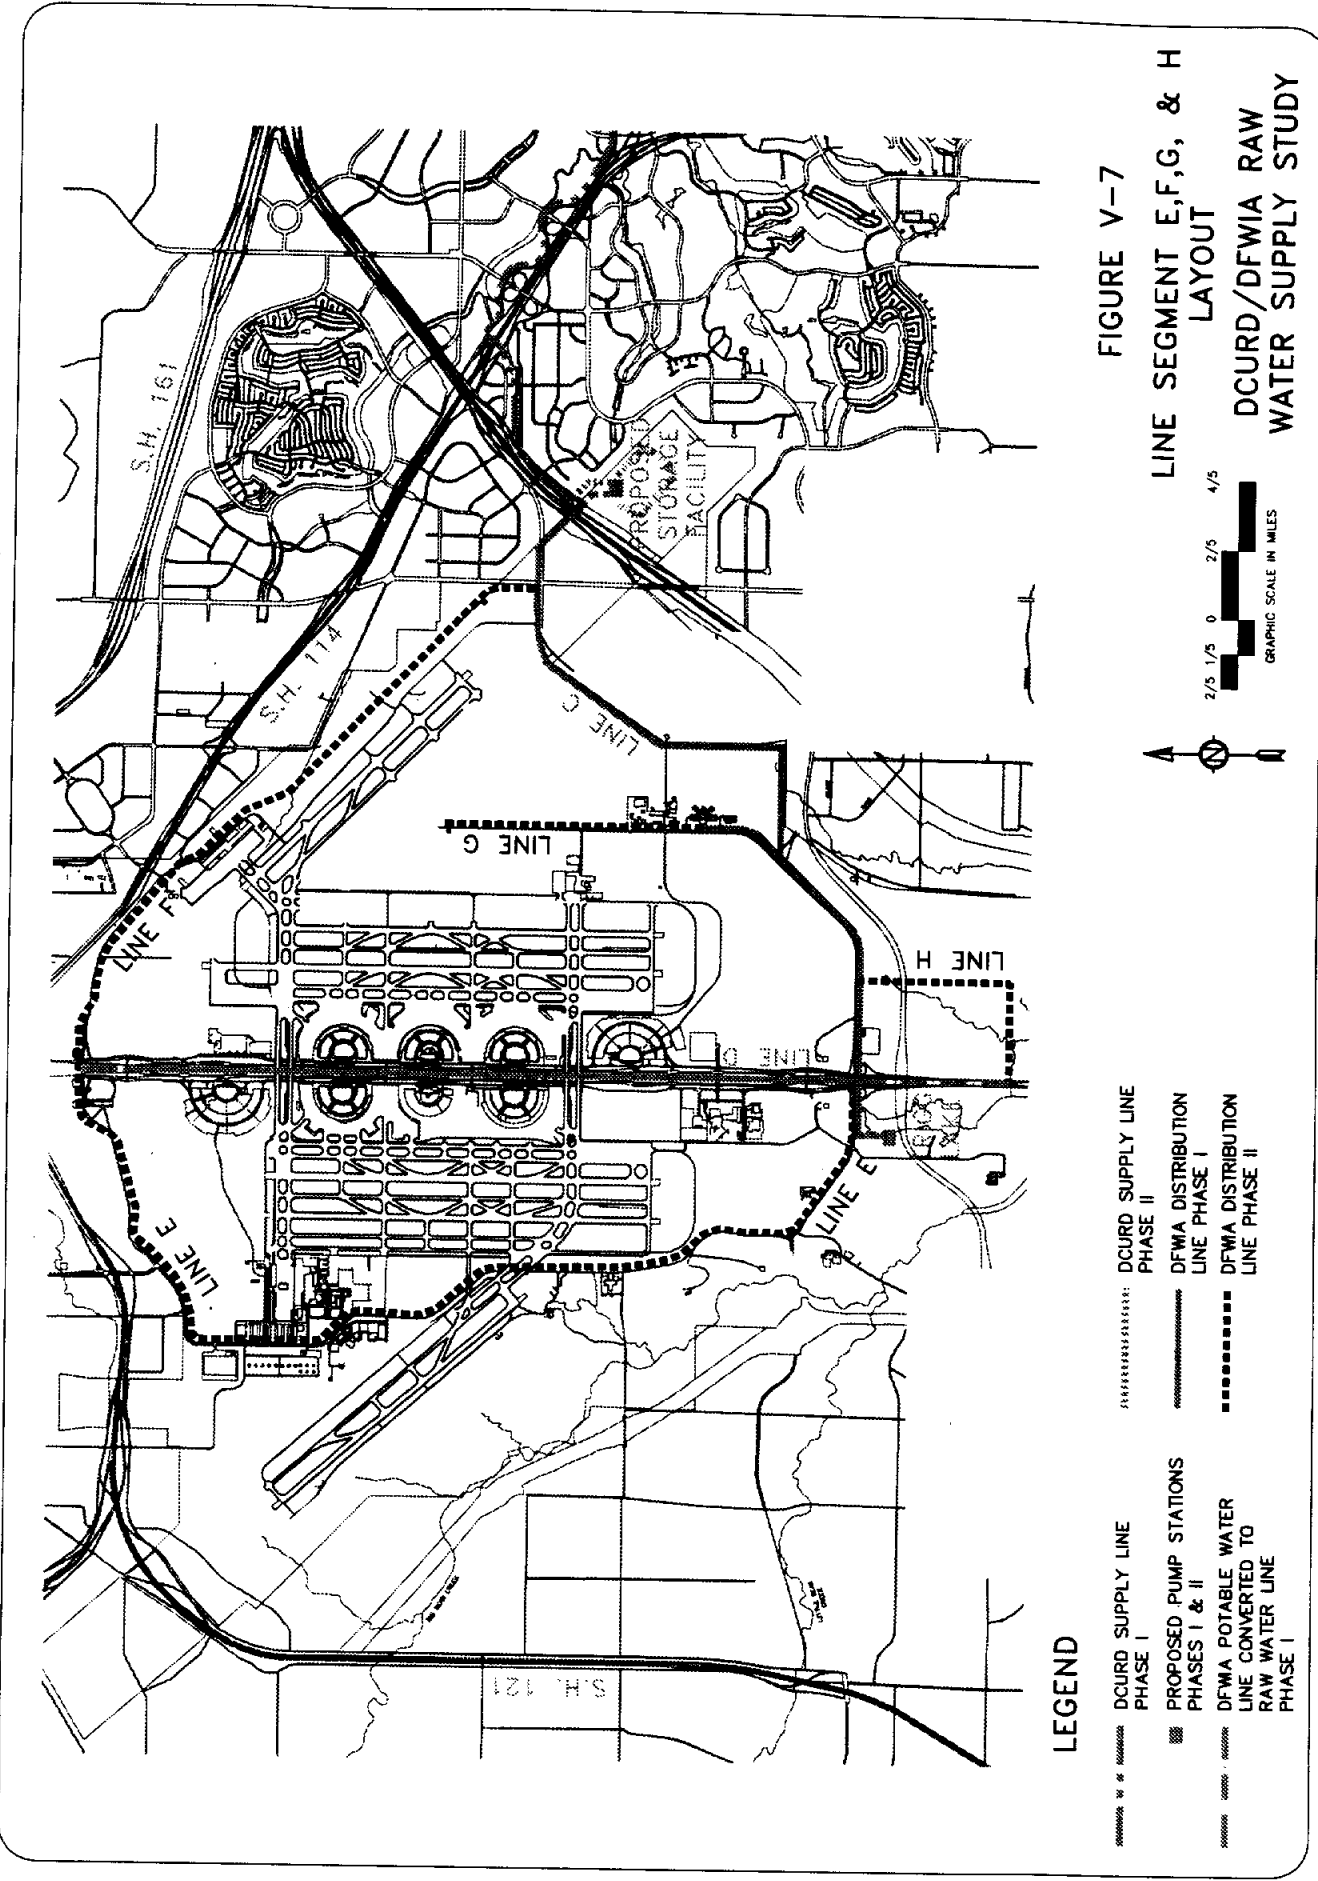 S.H. 161
S.H. 114
PROPOSED
STORAGE
FACILITY
LINE C
LINE G
LINE F
LINE H
LINE D
LINE E
LINE E
S.H. 121
FIGURE V-7
LINE SEGMENT E,F,G, & H
LAYOUT
DCURD/DFWIA RAW
WATER SUPPLY STUDY
2/5 1/5 0 2/5 4/5
GRAPHIC SCALE IN MILES
N
LEGEND
DCURD SUPPLY LINE
PHASE I
PROPOSED PUMP STATIONS
PHASES I & II
DFWIA POTABLE WATER
LINE CONVERTED TO
RAW WATER LINE
PHASE I
DCURD SUPPLY LINE
PHASE II
DFWIA DISTRIBUTION
LINE PHASE I
DFWIA DISTRIBUTION
LINE PHASE II